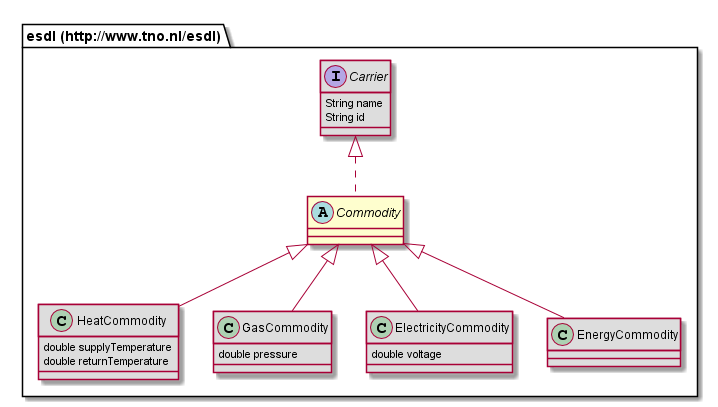 esdl (http://www.tno.nl/esdl)
I Carrier
String name
String id
A Commodity
C HeatCommodity
double supplyTemperature
double returnTemperature
C GasCommodity
double pressure
C ElectricityCommodity
double voltage
C EnergyCommodity